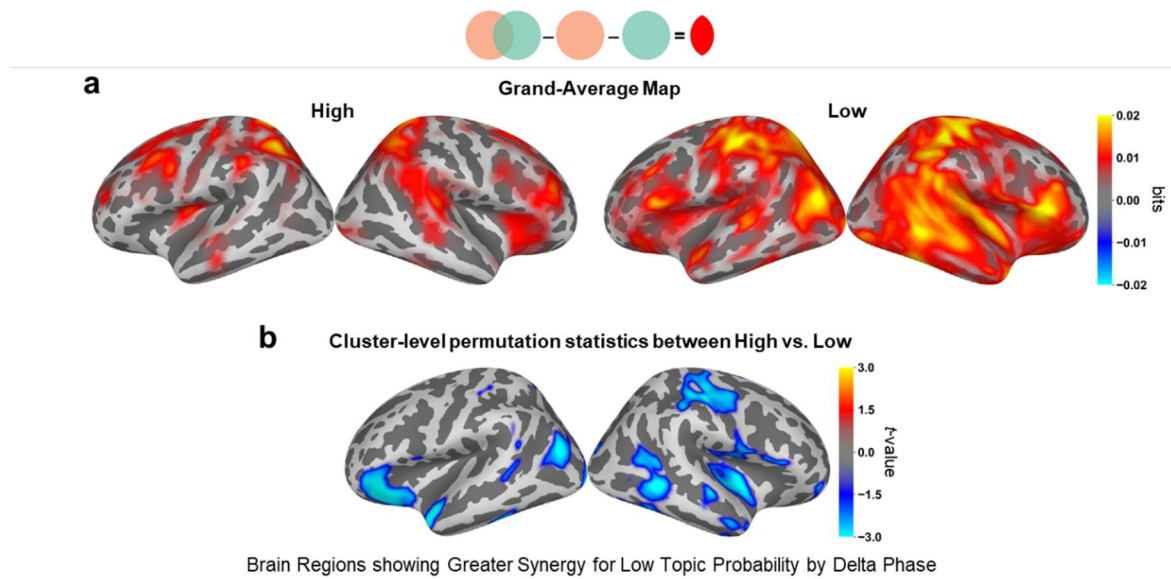 – – =
a
Grand-Average Map
High
Low
0.02
0.01
0.00
−0.01
−0.02
bits
b
Cluster-level permutation statistics between High vs. Low
3.0
1.5
0.0
−1.5
−3.0
t-value
Brain Regions showing Greater Synergy for Low Topic Probability by Delta Phase